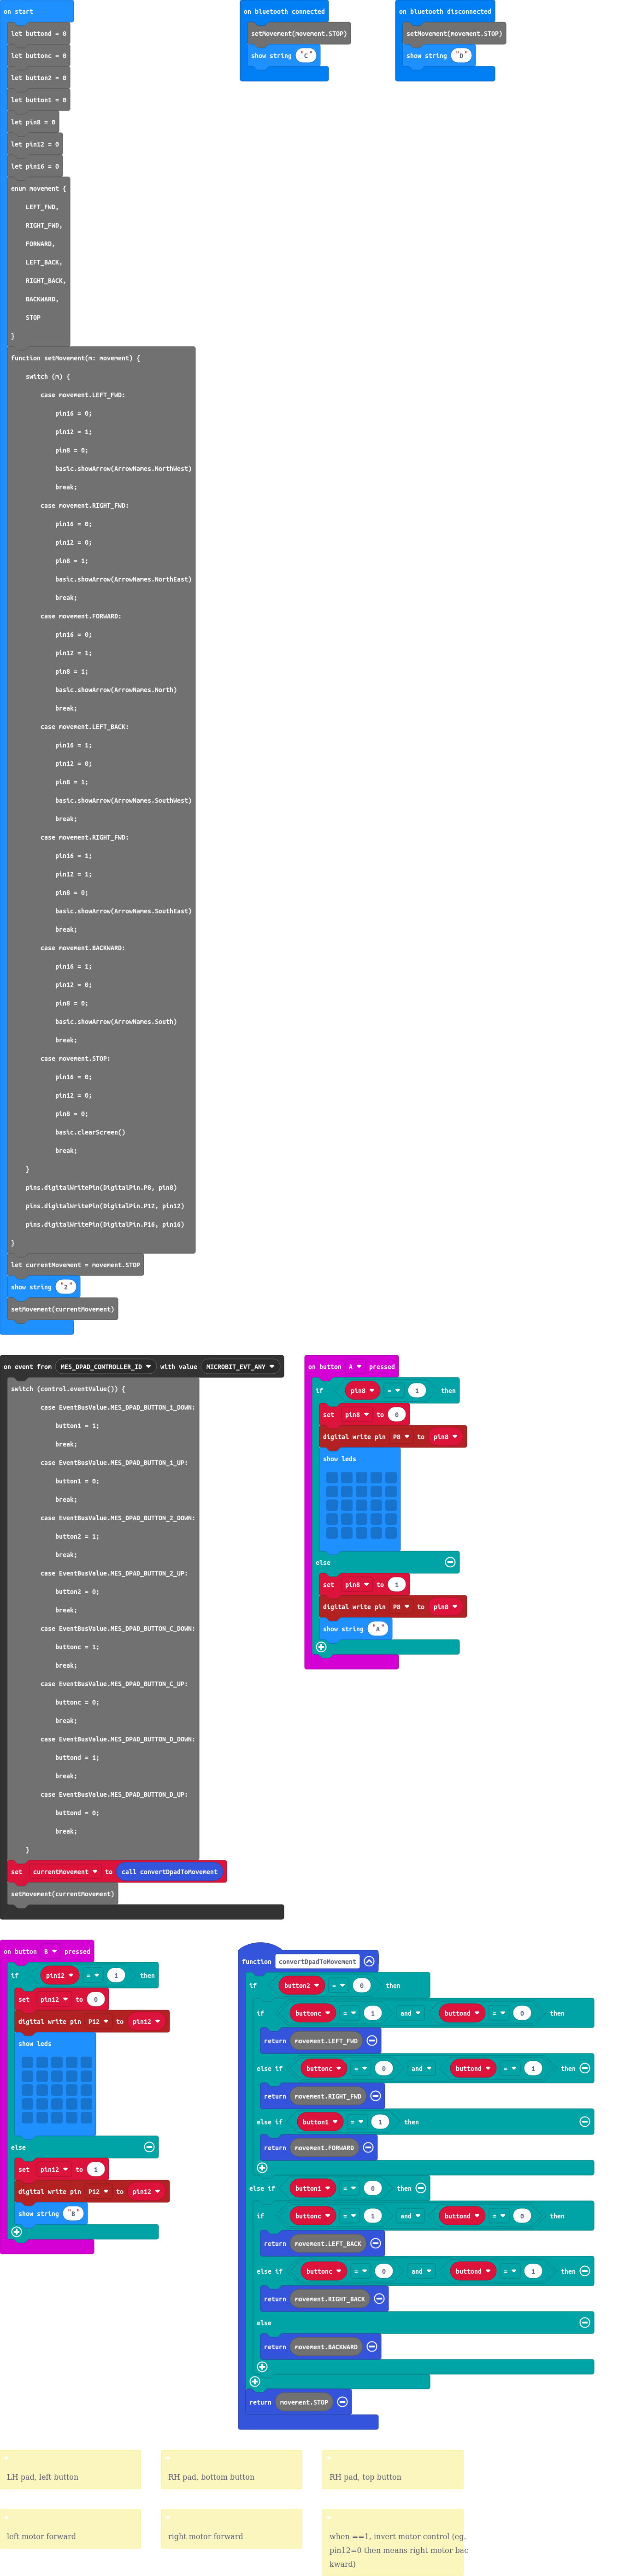 on start
let buttond = 0
let buttonc = 0
let button2 = 0
let button1 = 0
let pin8 = 0
let pin12 = 0
let pin16 = 0
enum movement {
LEFT_FWD,
RIGHT_FWD,
FORWARD,
LEFT_BACK,
RIGHT_BACK,
BACKWARD,
STOP
}
function setMovement(m: movement) {
switch (m) {
case movement.LEFT_FWD:
pin16 = 0;
pin12 = 1;
pin8 = 0;
basic.showArrow(ArrowNames.NorthWest)
break;
case movement.RIGHT_FWD:
pin16 = 0;
pin12 = 0;
pin8 = 1;
basic.showArrow(ArrowNames.NorthEast)
break;
case movement.FORWARD:
pin16 = 0;
pin12 = 1;
pin8 = 1;
basic.showArrow(ArrowNames.North)
break;
case movement.LEFT_BACK:
pin16 = 1;
pin12 = 0;
pin8 = 1;
basic.showArrow(ArrowNames.SouthWest)
break;
case movement.RIGHT_FWD:
pin16 = 1;
pin12 = 1;
pin8 = 0;
basic.showArrow(ArrowNames.SouthEast)
break;
case movement.BACKWARD:
pin16 = 1;
pin12 = 0;
pin8 = 0;
basic.showArrow(ArrowNames.South)
break;
case movement.STOP:
pin16 = 0;
pin12 = 0;
pin8 = 0;
basic.clearScreen()
break;
}
pins.digitalWritePin(DigitalPin.P8, pin8)
pins.digitalWritePin(DigitalPin.P12, pin12)
pins.digitalWritePin(DigitalPin.P16, pin16)
}
let currentMovement = movement.STOP
show string "2"
setMovement(currentMovement)
on bluetooth connected
setMovement(movement.STOP)
show string "C"
on bluetooth disconnected
setMovement(movement.STOP)
show string "D"
on event from MES_DPAD_CONTROLLER_ID with value MICROBIT_EVT_ANY
switch (control.eventValue()) {
case EventBusValue.MES_DPAD_BUTTON_1_DOWN:
button1 = 1;
break;
case EventBusValue.MES_DPAD_BUTTON_1_UP:
button1 = 0;
break;
case EventBusValue.MES_DPAD_BUTTON_2_DOWN:
button2 = 1;
break;
case EventBusValue.MES_DPAD_BUTTON_2_UP:
button2 = 0;
break;
case EventBusValue.MES_DPAD_BUTTON_C_DOWN:
buttonc = 1;
break;
case EventBusValue.MES_DPAD_BUTTON_C_UP:
buttonc = 0;
break;
case EventBusValue.MES_DPAD_BUTTON_D_DOWN:
buttond = 1;
break;
case EventBusValue.MES_DPAD_BUTTON_D_UP:
buttond = 0;
break;
}
set currentMovement to call convertDpadToMovement
setMovement(currentMovement)
on button A pressed
if pin8 = 1 then
set pin8 to 0
digital write pin P8 to pin8
show leds
else
set pin8 to 1
digital write pin P8 to pin8
show string "A"
on button B pressed
if pin12 = 1 then
set pin12 to 0
digital write pin P12 to pin12
show leds
else
set pin12 to 1
digital write pin P12 to pin12
show string "B"
function convertDpadToMovement
if button2 = 0 then
if buttonc = 1 and buttond = 0 then
return movement.LEFT_FWD
else if buttonc = 0 and buttond = 1 then
return movement.RIGHT_FWD
else if button1 = 1 then
return movement.FORWARD
else if button1 = 0 then
if buttonc = 1 and buttond = 0 then
return movement.LEFT_BACK
else if buttonc = 0 and buttond = 1 then
return movement.RIGHT_BACK
else
return movement.BACKWARD
return movement.STOP
LH pad, left button
RH pad, bottom button
RH pad, top button
left motor forward
right motor forward
when ==1, invert motor control (eg.
pin12=0 then means right motor bac
kward)